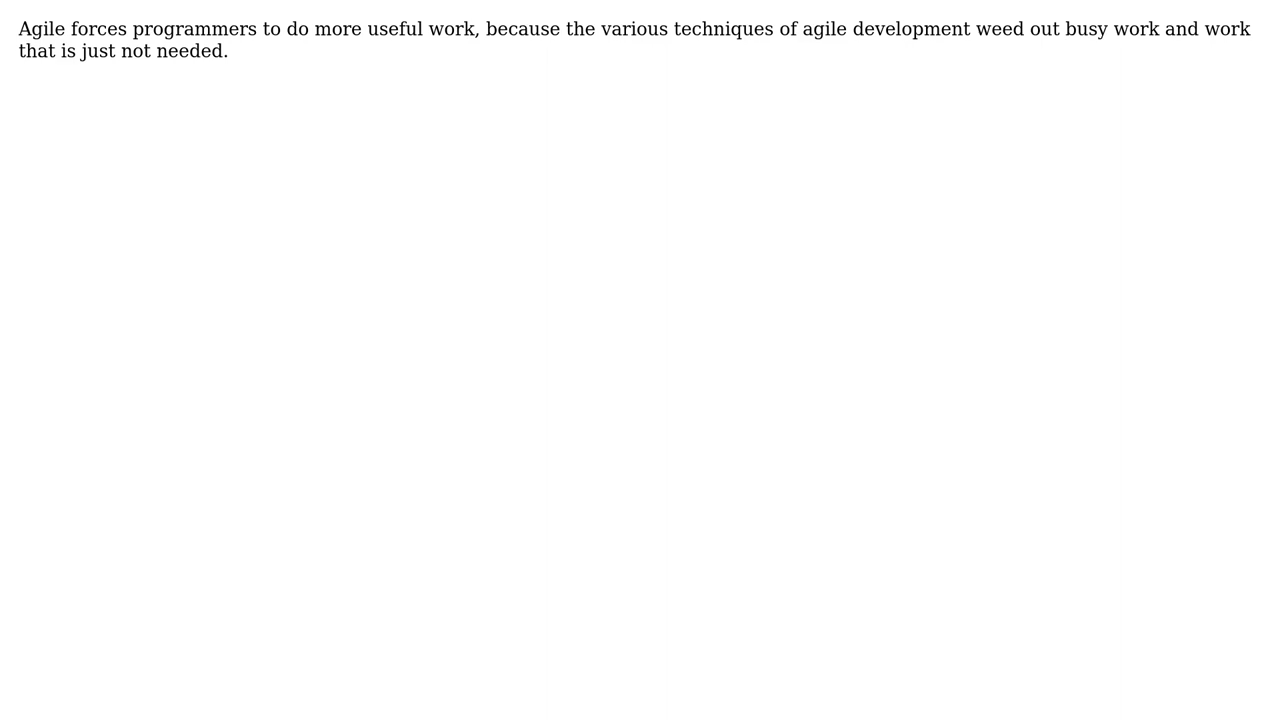 Agile forces programmers to do more useful work, because the various techniques of agile development weed out busy work and work
that is just not needed.